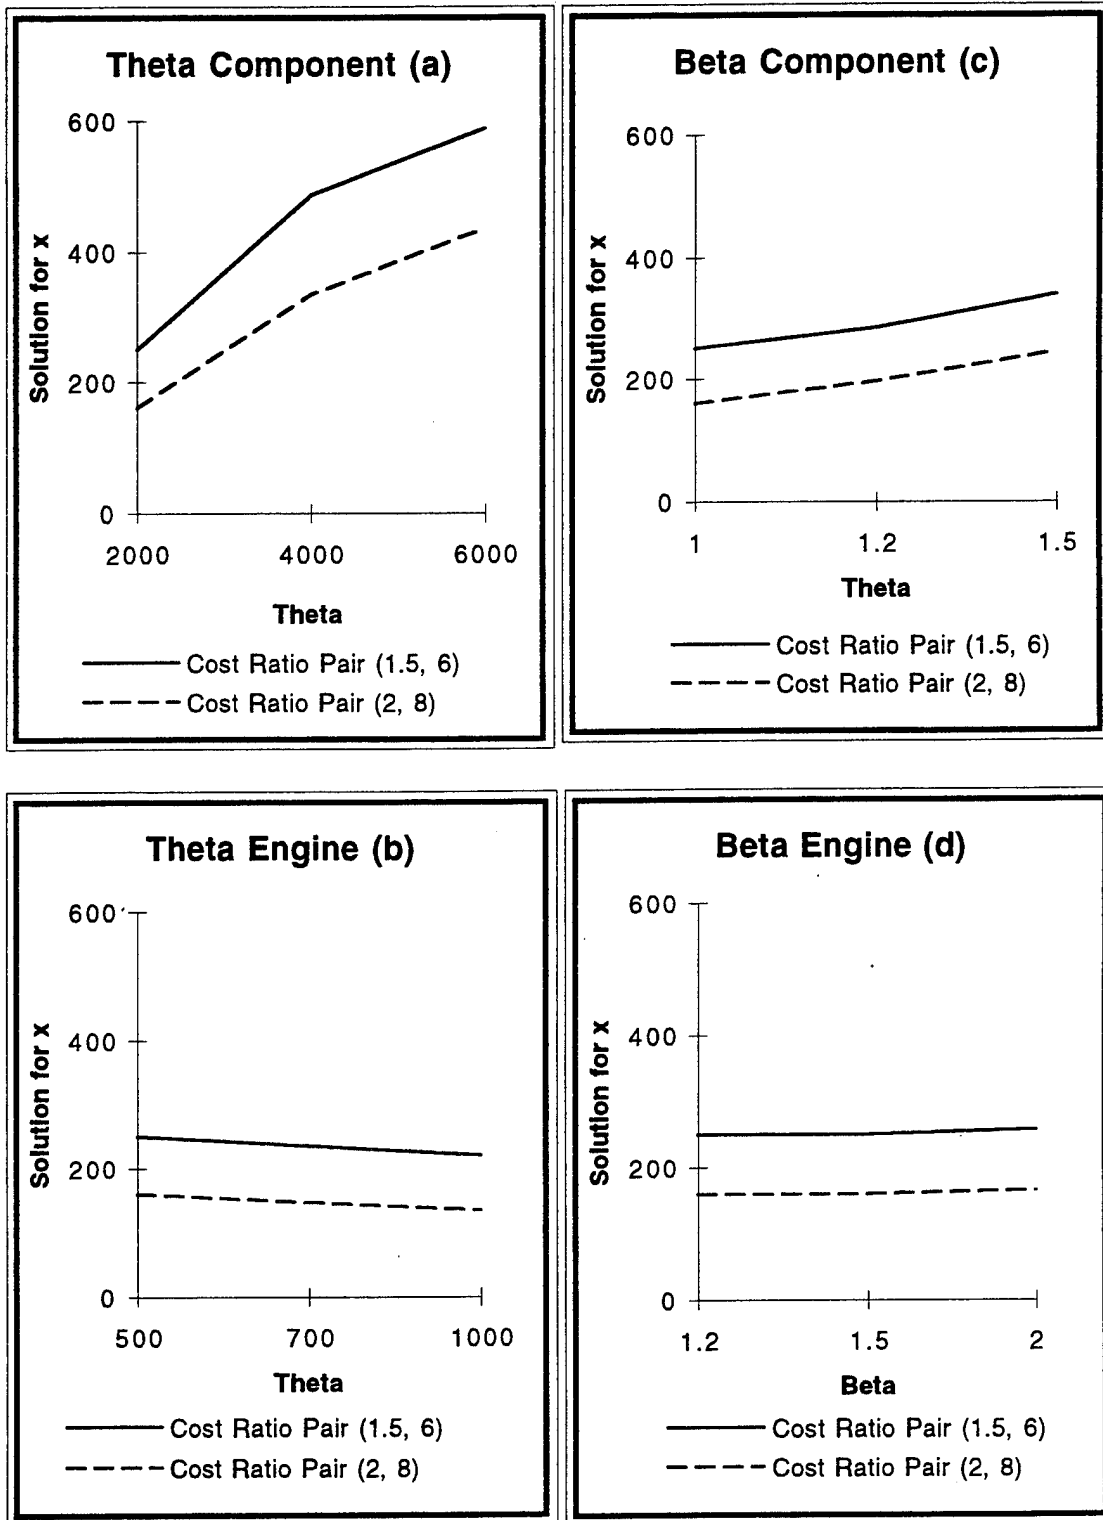 Theta Component (a)
600
400
200
0
Solution for x
2000 4000 6000
Theta
Cost Ratio Pair (1.5, 6)
Cost Ratio Pair (2, 8)
Beta Component (c)
600
400
200
0
Solution for x
1 1.2 1.5
Theta
Cost Ratio Pair (1.5, 6)
Cost Ratio Pair (2, 8)
Theta Engine (b)
600
400
200
0
Solution for x
500 700 1000
Theta
Cost Ratio Pair (1.5, 6)
Cost Ratio Pair (2, 8)
Beta Engine (d)
600
400
200
0
Solution for x
1.2 1.5 2
Beta
Cost Ratio Pair (1.5, 6)
Cost Ratio Pair (2, 8)